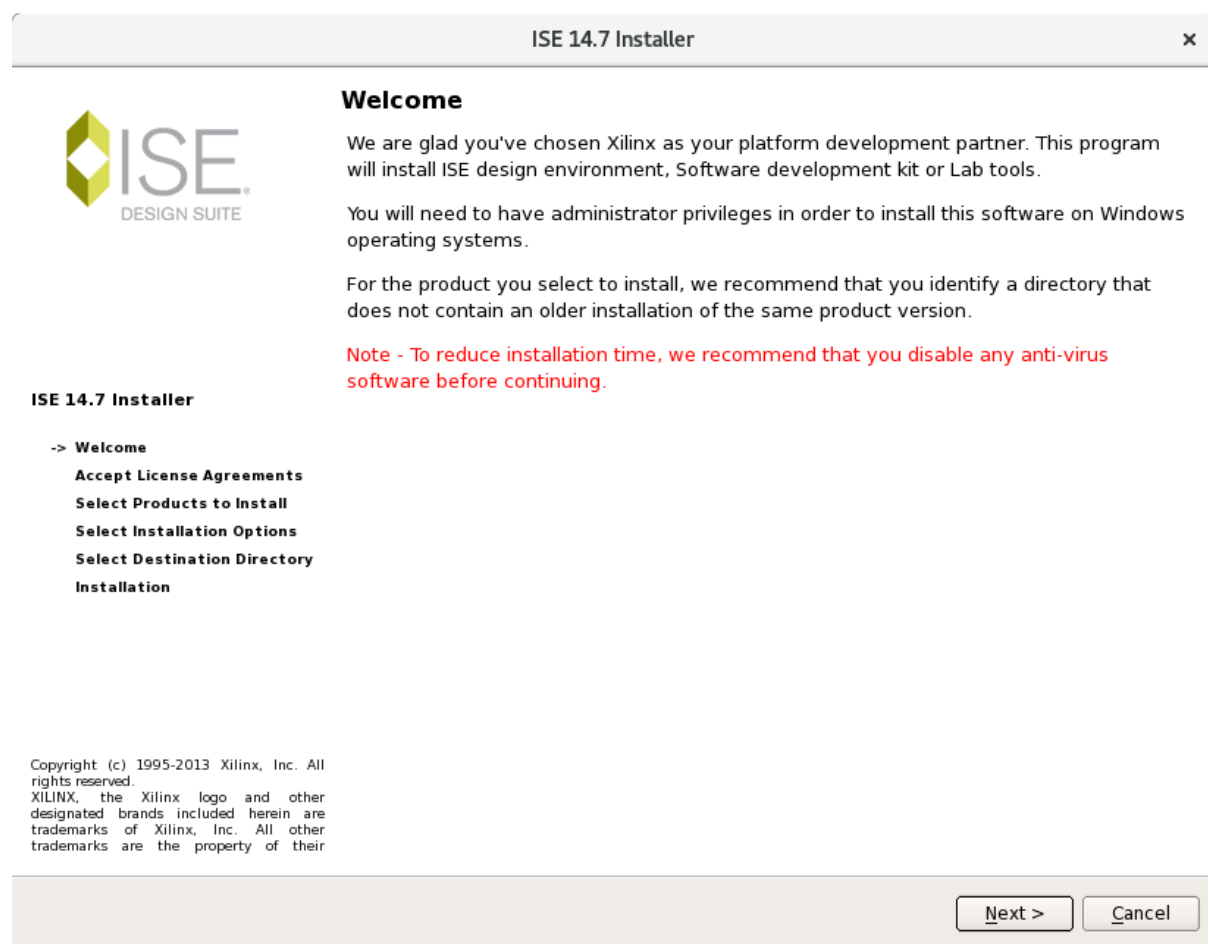 ISE 14.7 Installer
×
ISE.
DESIGN SUITE
Welcome
We are glad you've chosen Xilinx as your platform development partner. This program
will install ISE design environment, Software development kit or Lab tools.
You will need to have administrator privileges in order to install this software on Windows
operating systems.
For the product you select to install, we recommend that you identify a directory that
does not contain an older installation of the same product version.
Note - To reduce installation time, we recommend that you disable any anti-virus
software before continuing.
ISE 14.7 Installer
-> Welcome
Accept License Agreements
Select Products to Install
Select Installation Options
Select Destination Directory
Installation
Copyright (c) 1995-2013 Xilinx, Inc. All
rights reserved.
XILINX, the Xilinx logo and other
designated brands included herein are
trademarks of Xilinx, Inc. All other
trademarks are the property of their
Next >
Cancel